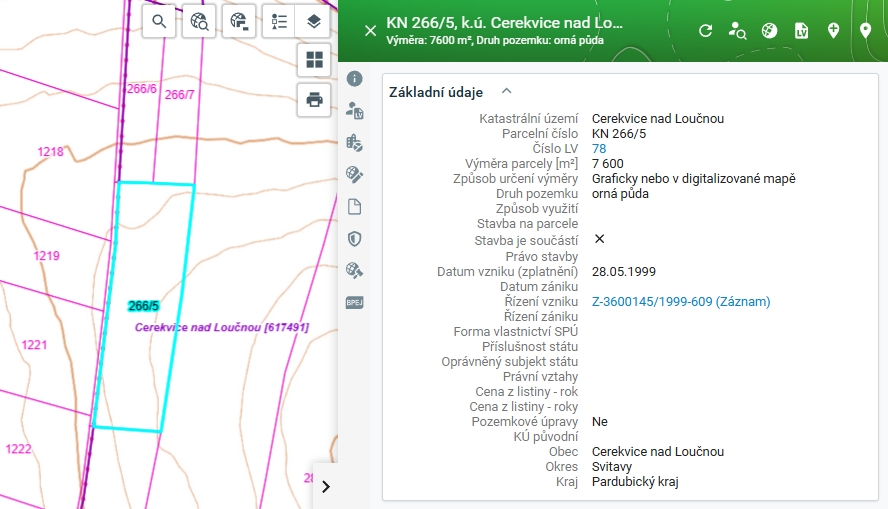 266/6
266/7
1218
1219
266/5
Cerekvice nad Loučnou [617491]
1221
1222
KN 266/5, k.ú. Cerekvice nad Lo...
Výměra: 7600 m², Druh pozemku: orná půda
LV
LV
BPEJ
Základní údaje
Katastrální území Cerekvice nad Loučnou
Parcelní číslo KN 266/5
Číslo LV 78
Výměra parcely [m²] 7 600
Způsob určení výměry Graficky nebo v digitalizované mapě
Druh pozemku orná půda
Způsob využití
Stavba na parcele
Stavba je součástí
Právo stavby
Datum vzniku (zplatnění) 28.05.1999
Datum zániku
Řízení vzniku Z-3600145/1999-609 (Záznam)
Řízení zániku
Forma vlastnictví SPÚ
Příslušnost státu
Oprávněný subjekt státu
Právní vztahy
Cena z listiny - rok
Cena z listiny - roky
Pozemkové úpravy Ne
KÚ původní
Obec Cerekvice nad Loučnou
Okres Svitavy
Kraj Pardubický kraj